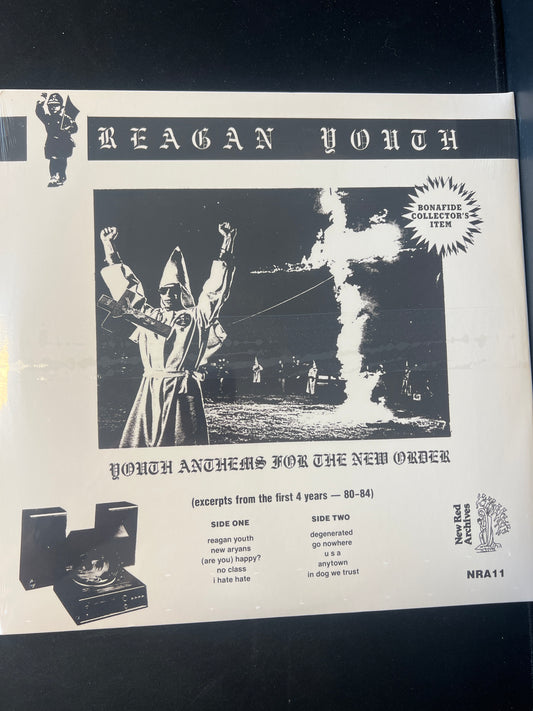 REAGAN YOUTH
BONAFIDE
COLLECTOR'S
ITEM
YOUTH ANTHEMS FOR THE NEW ORDER
(excerpts from the first 4 years — 80-84)
SIDE ONE
reagan youth
new aryans
(are you) happy?
no class
i hate hate
SIDE TWO
degenerated
go nowhere
u s a
anytown
in dog we trust
New Red
Archives
NRA11